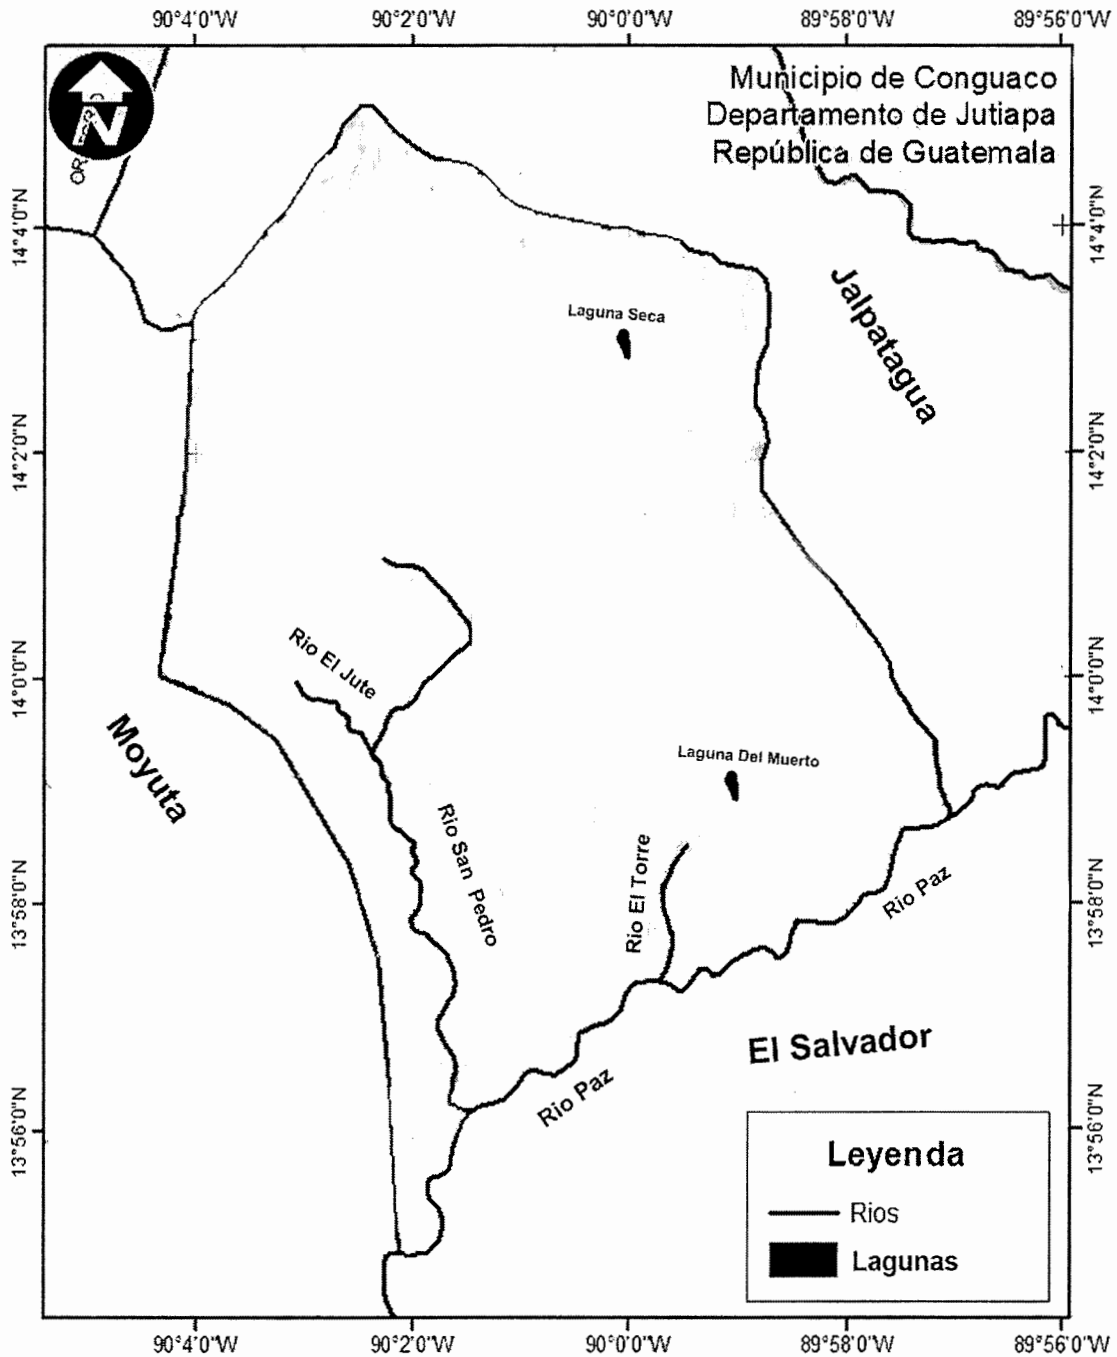 90°4'0"W 90°2'0"W 90°0'0"W 89°58'0"W 89°56'0"W
Municipio de Conguaco
Departamento de Jutiapa
República de Guatemala
N
14°4'0"N
14°4'0"N
Jalpatagua
Laguna Seca
14°2'0"N
14°2'0"N
Rio El Jute
14°0'0"N
14°0'0"N
Moyuta
Laguna Del Muerto
Rio San Pedro
Rio El Torre
Rio Paz
13°58'0"N
13°58'0"N
El Salvador
Rio Paz
13°56'0"N
13°56'0"N
Leyenda
Rios
Lagunas
90°4'0"W 90°2'0"W 90°0'0"W 89°58'0"W 89°56'0"W